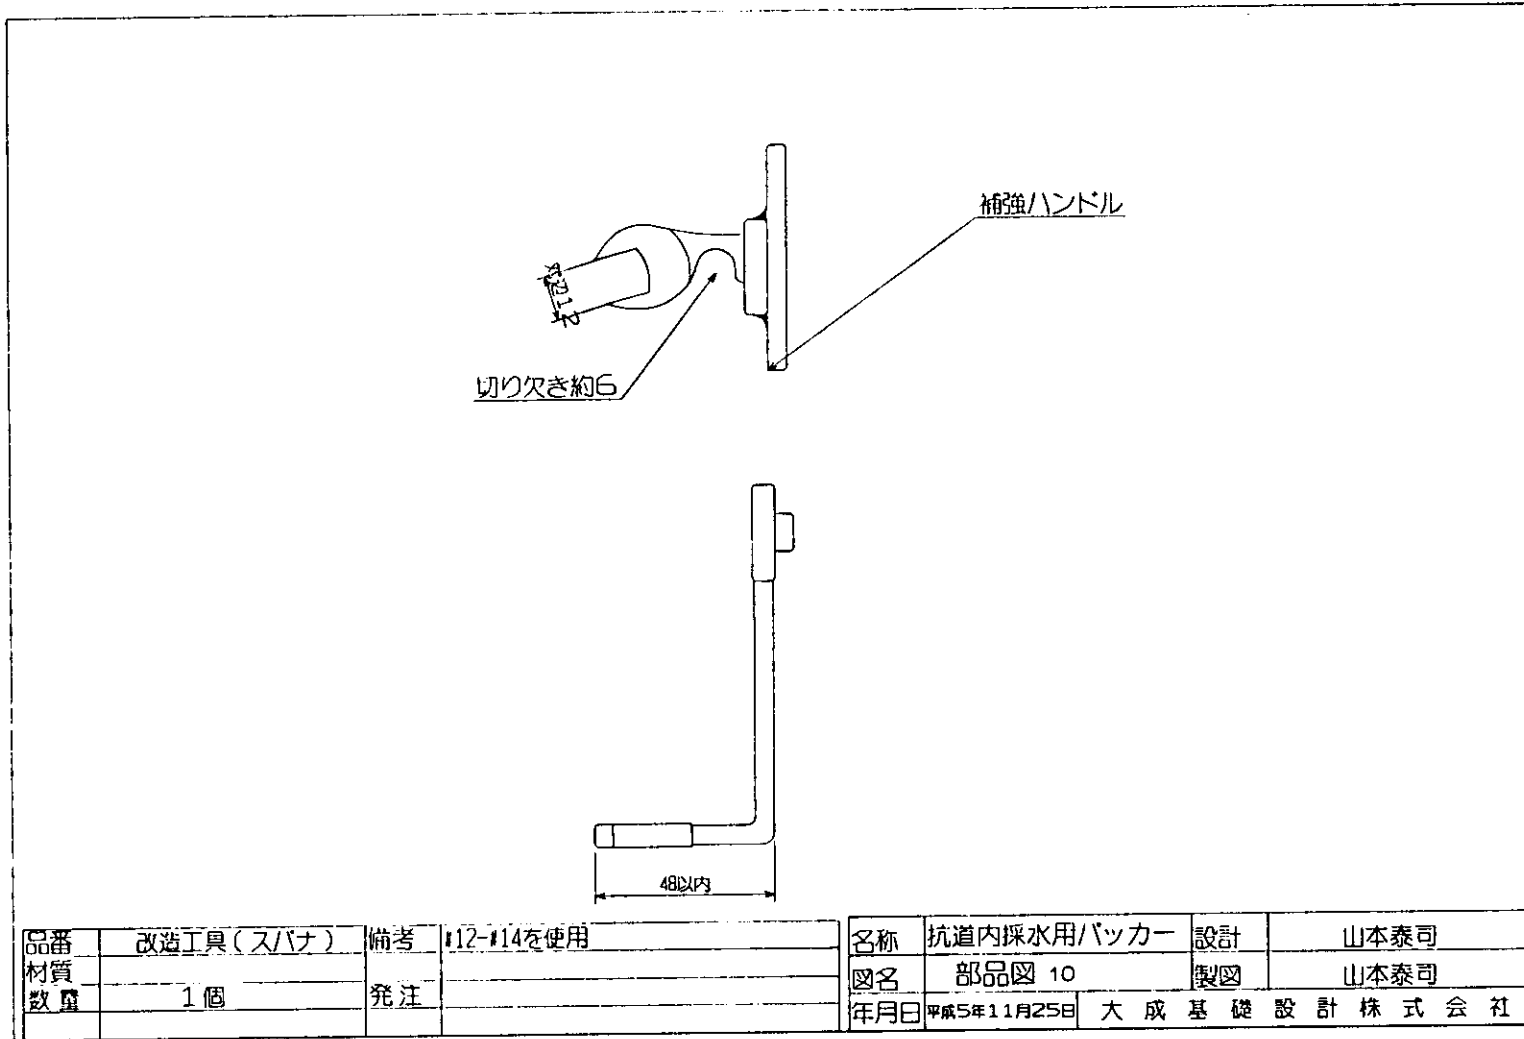 補強ハンドル
対辺12
切り欠き約6
48以内
品番 改造工具(スパナ) 備考 #12-#14を使用
材質
数量 1個 発注
名称 抗道内採水用パッカー 設計 山本泰司
図名 部品図 10 製図 山本泰司
年月日 平成5年11月25日 大成基礎設計株式会社